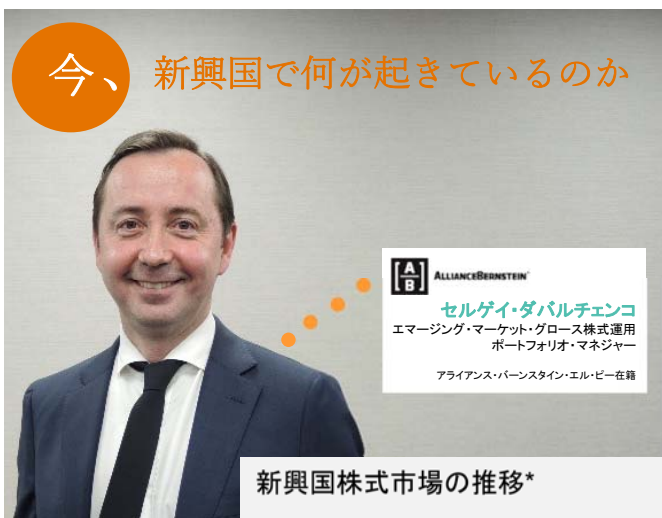 今、新興国で何が起きているのか
[A/B] ALLIANCEBERNSTEIN
セルゲイ・ダバルチェンコ
エマージング・マーケット・グロース株式運用
ポートフォリオ・マネジャー
アライアンス・バーンスタイン・エル・ピー在籍
新興国株式市場の推移*